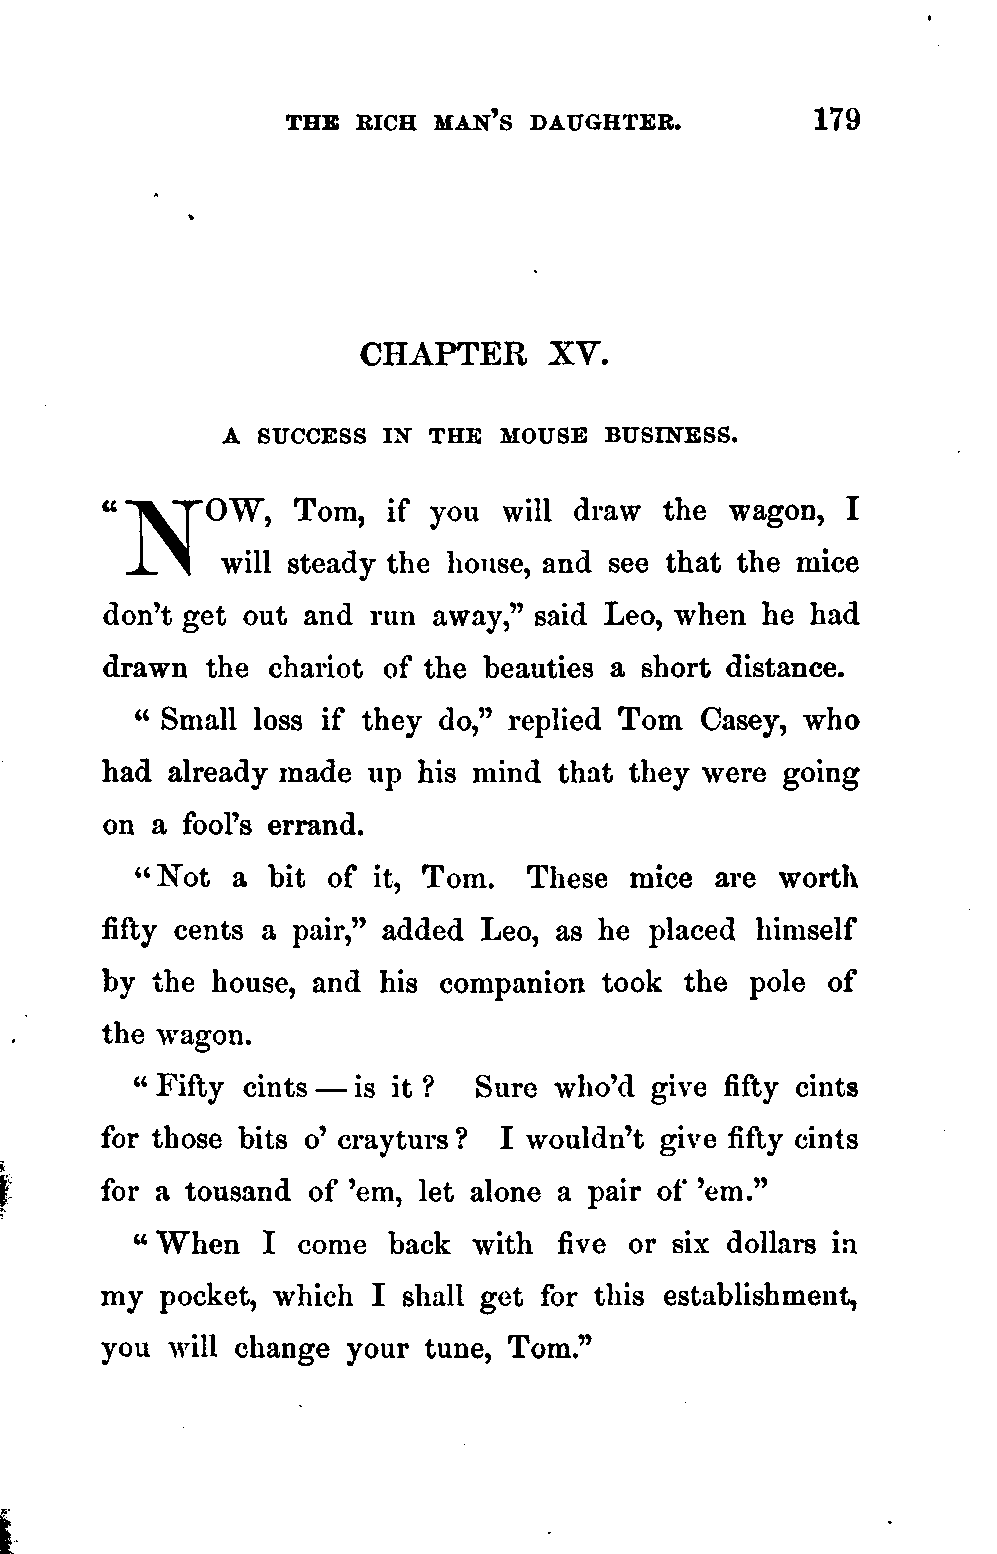 THE RICH MAN'S DAUGHTER. 179
CHAPTER XV.
A SUCCESS IN THE MOUSE BUSINESS.
“NOW, Tom, if you will draw the wagon, I
will steady the house, and see that the mice
don't get out and run away,” said Leo, when he had
drawn the chariot of the beauties a short distance.
“Small loss if they do,” replied Tom Casey, who
had already made up his mind that they were going
on a fool's errand.
“Not a bit of it, Tom. These mice are worth
fifty cents a pair,” added Leo, as he placed himself
by the house, and his companion took the pole of
the wagon.
“Fifty cints — is it? Sure who'd give fifty cints
for those bits o' crayturs? I wouldn't give fifty cints
for a tousand of 'em, let alone a pair of 'em.”
“When I come back with five or six dollars in
my pocket, which I shall get for this establishment,
you will change your tune, Tom.”